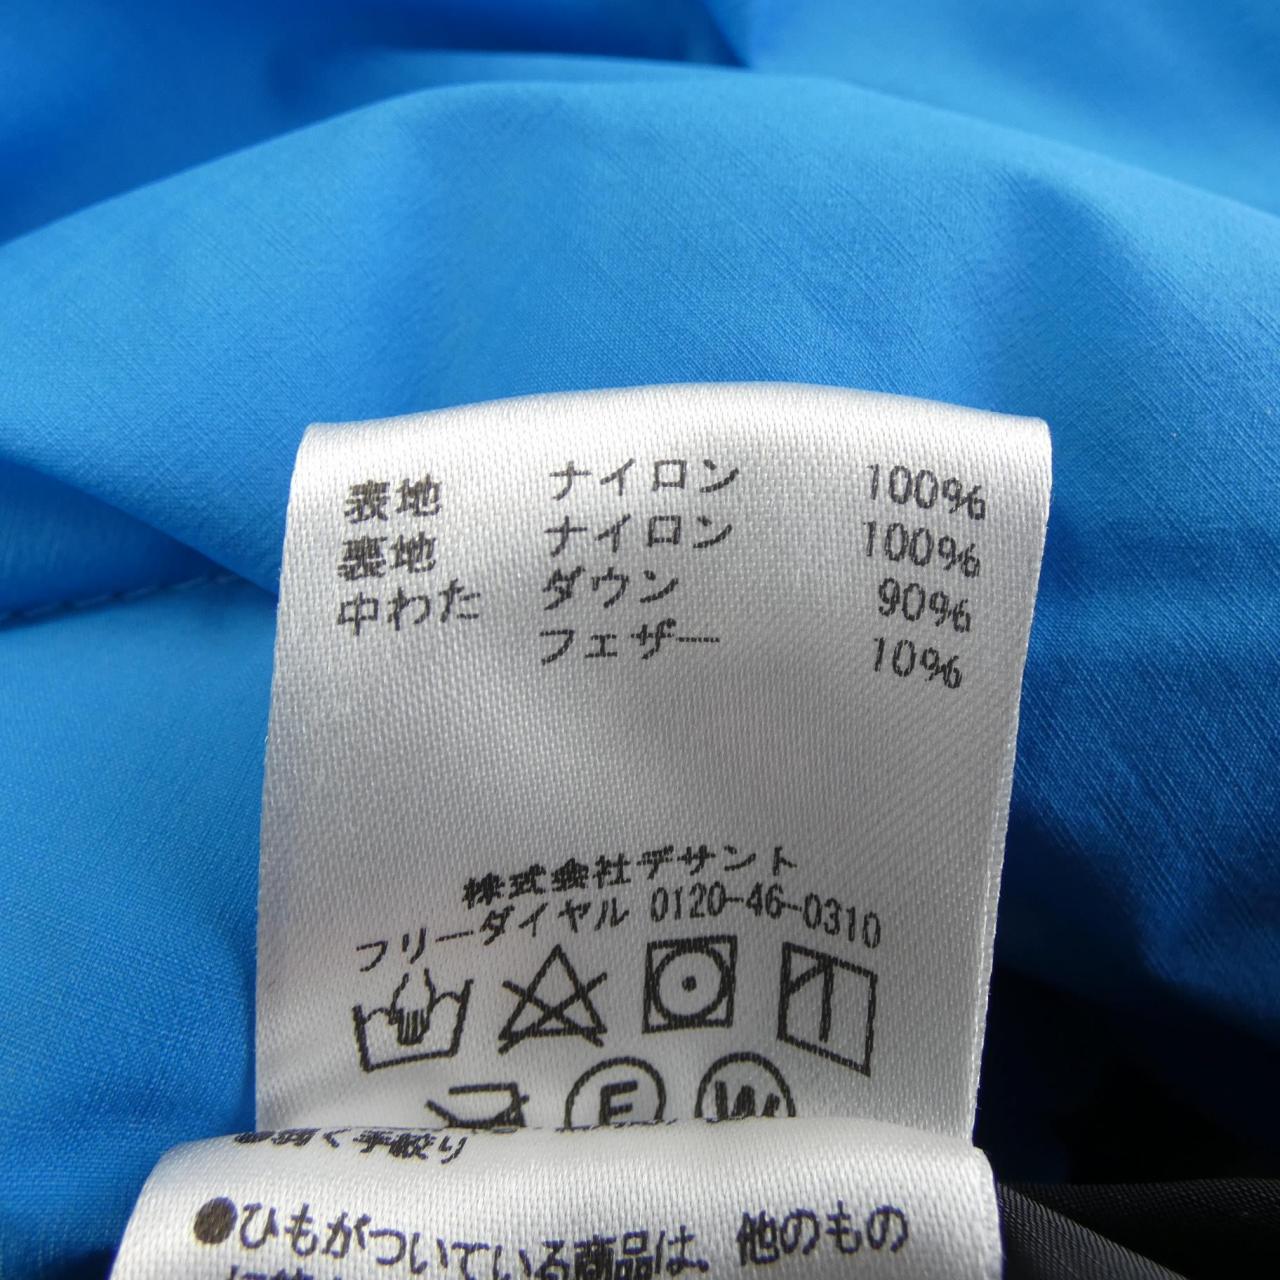 表地 ナイロン 100%
裏地 ナイロン 100%
中わた ダウン 90%
フェザー 10%
株式会社デサント
フリーダイヤル 0120-46-0310
F W
く手絞り
●ひもがついている商品は、他のもの